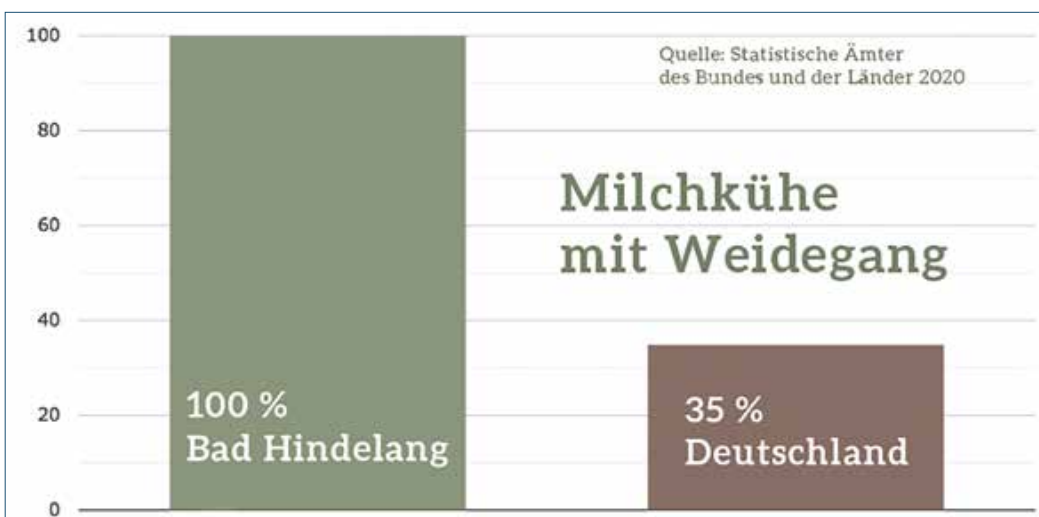 100
80
60
40
20
0
Quelle: Statistische Ämter
des Bundes und der Länder 2020
Milchkühe
mit Weidegang
100 %
Bad Hindelang
35 %
Deutschland